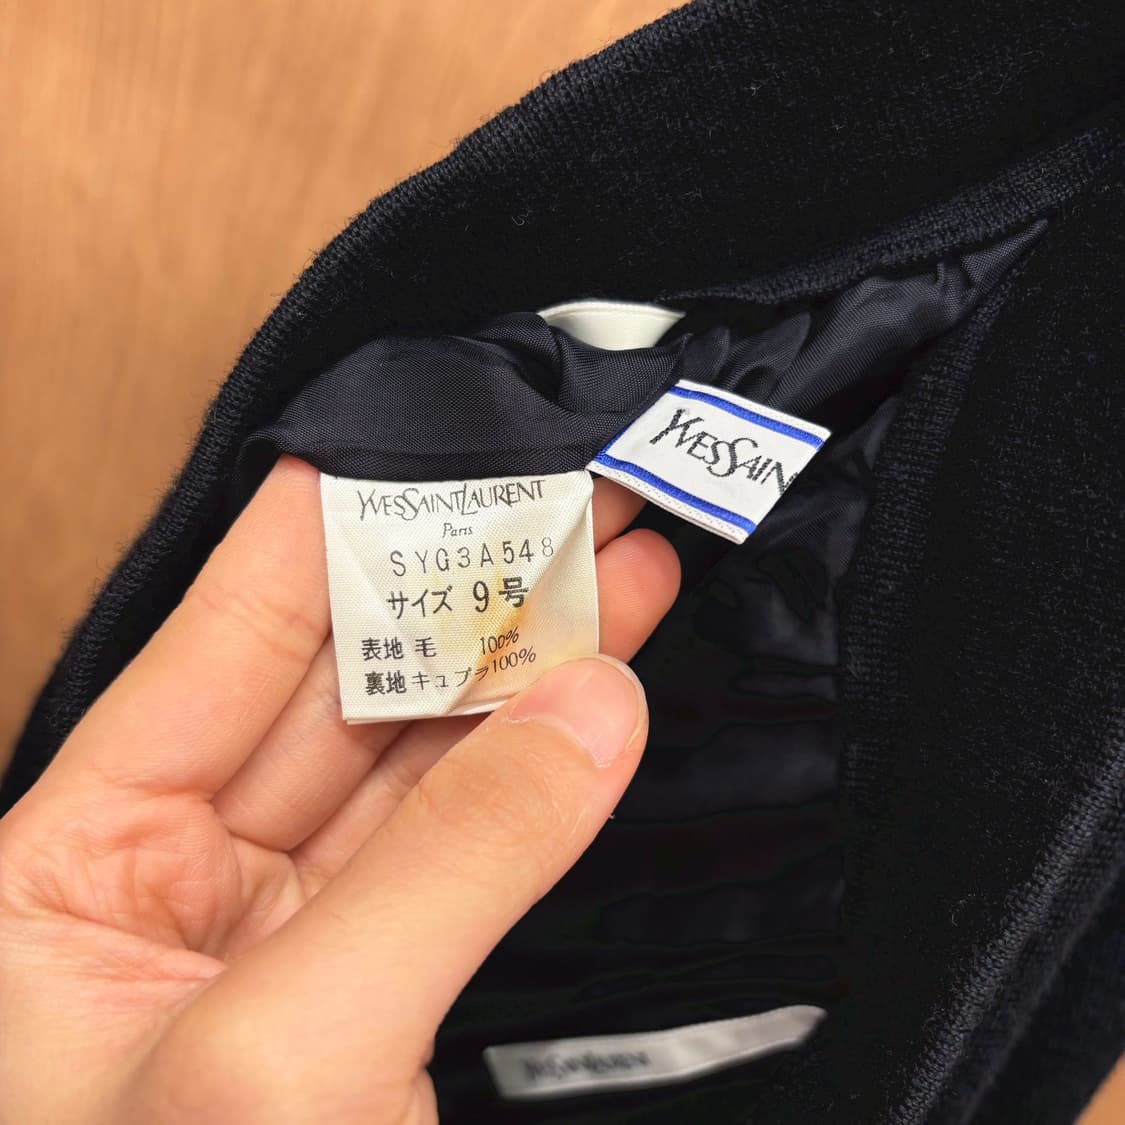 YVESSAINTLAURENT
Paris
SYG3A548
サイズ 9号
表地 毛 100%
裏地 キュプラ 100%
YVESSAIN